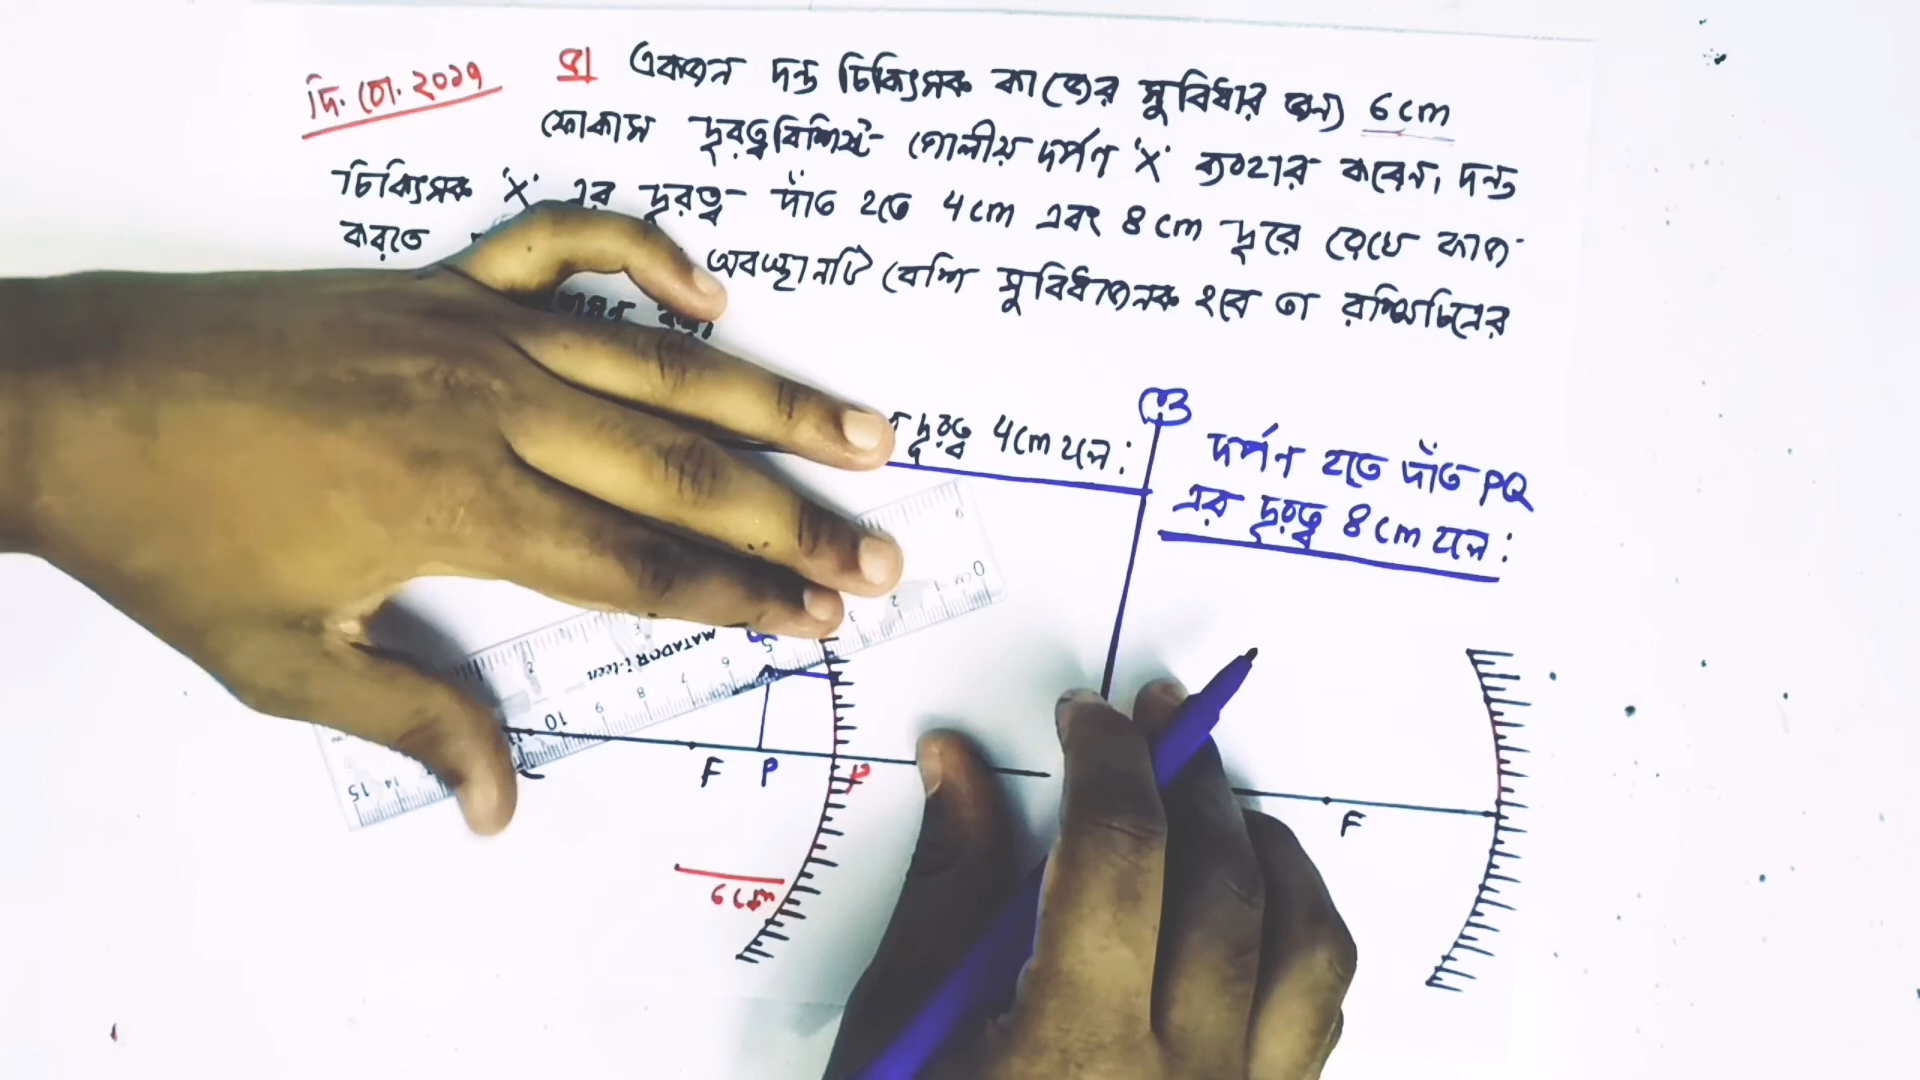 দি. বো. ২০১৭
ঘ। একজন দন্ত চিকিৎসক কাজের সুবিধার জন্য 6cm
ফোকাস দূরত্ববিশিষ্ট গোলীয় দর্পণ 'X' ব্যবহার করেন। দন্ত
চিকিৎসক 'X' এর দূরত্ব দাঁত হতে 4cm এবং 8cm দূরে রেখে কাজ
করতে অবস্থানটি বেশি সুবিধাজনক হবে তা রশ্মিচিত্রের
দূরত্ব 4cm হলে:
দর্পণ হতে দাঁত PQ
এর দূরত্ব 8cm হলে:
MATADOR i-teen
F P P
F
6cm